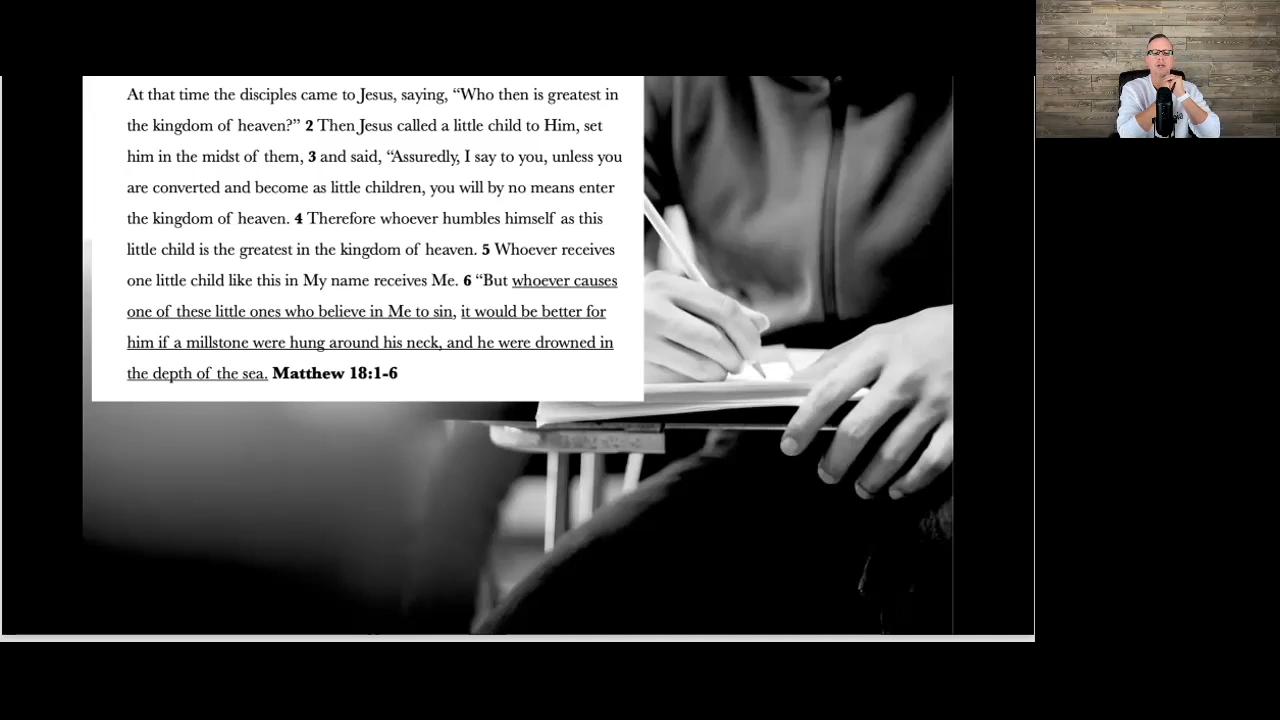 At that time the disciples came to Jesus, saying, “Who then is greatest in
the kingdom of heaven?” 2 Then Jesus called a little child to Him, set
him in the midst of them, 3 and said, “Assuredly, I say to you, unless you
are converted and become as little children, you will by no means enter
the kingdom of heaven. 4 Therefore whoever humbles himself as this
little child is the greatest in the kingdom of heaven. 5 Whoever receives
one little child like this in My name receives Me. 6 “But whoever causes
one of these little ones who believe in Me to sin, it would be better for
him if a millstone were hung around his neck, and he were drowned in
the depth of the sea. Matthew 18:1-6